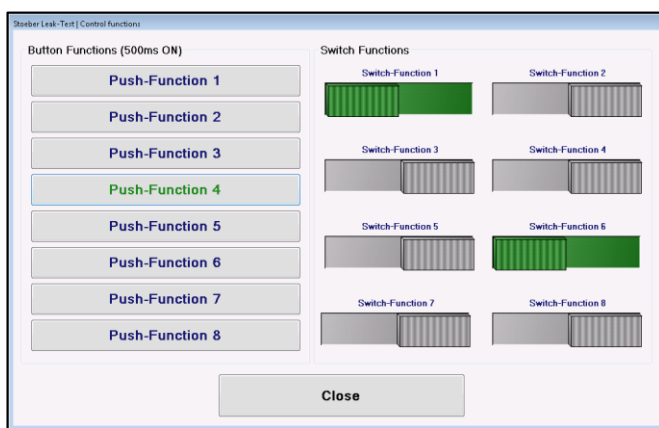 Stoeber Leak-Test | Control functions
Button Functions (500ms ON)
Push-Function 1
Push-Function 2
Push-Function 3
Push-Function 4
Push-Function 5
Push-Function 6
Push-Function 7
Push-Function 8
Switch Functions
Switch-Function 1
Switch-Function 2
Switch-Function 3
Switch-Function 4
Switch-Function 5
Switch-Function 6
Switch-Function 7
Switch-Function 8
Close